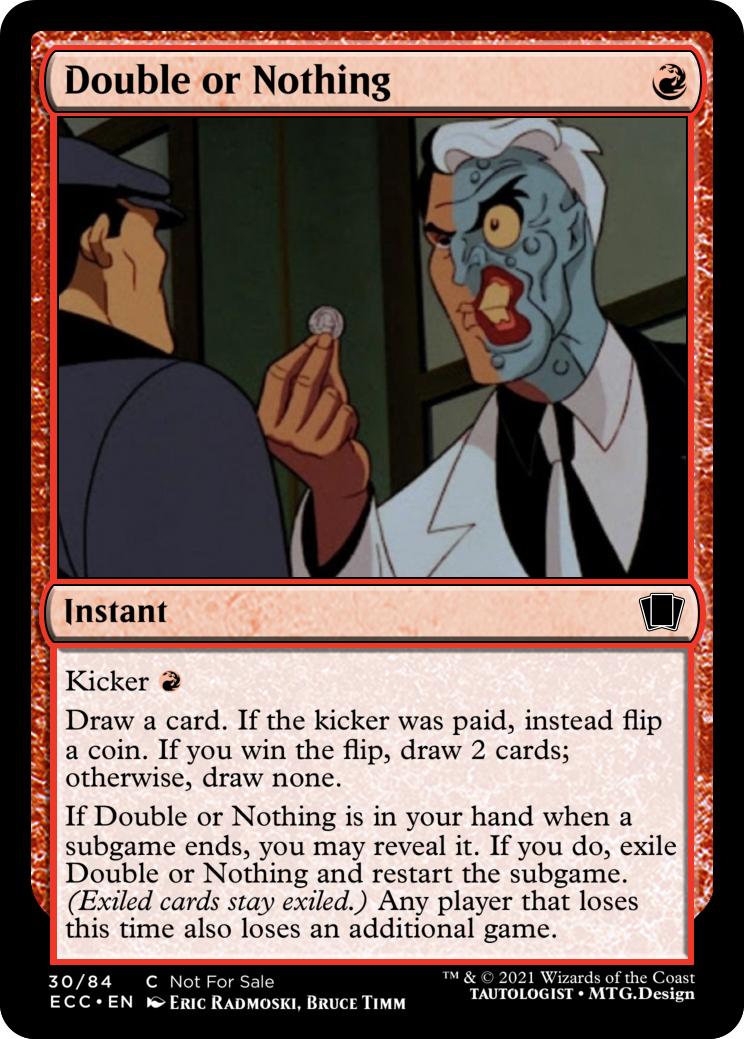 Double or Nothing
Instant
Kicker
Draw a card. If the kicker was paid, instead flip
a coin. If you win the flip, draw 2 cards;
otherwise, draw none.
If Double or Nothing is in your hand when a
subgame ends, you may reveal it. If you do, exile
Double or Nothing and restart the subgame.
(Exiled cards stay exiled.) Any player that loses
this time also loses an additional game.
30/84 C Not For Sale
ECC • EN Eric Radmoski, Bruce Timm
™ & © 2021 Wizards of the Coast
TAUTOLOGIST • MTG.Design